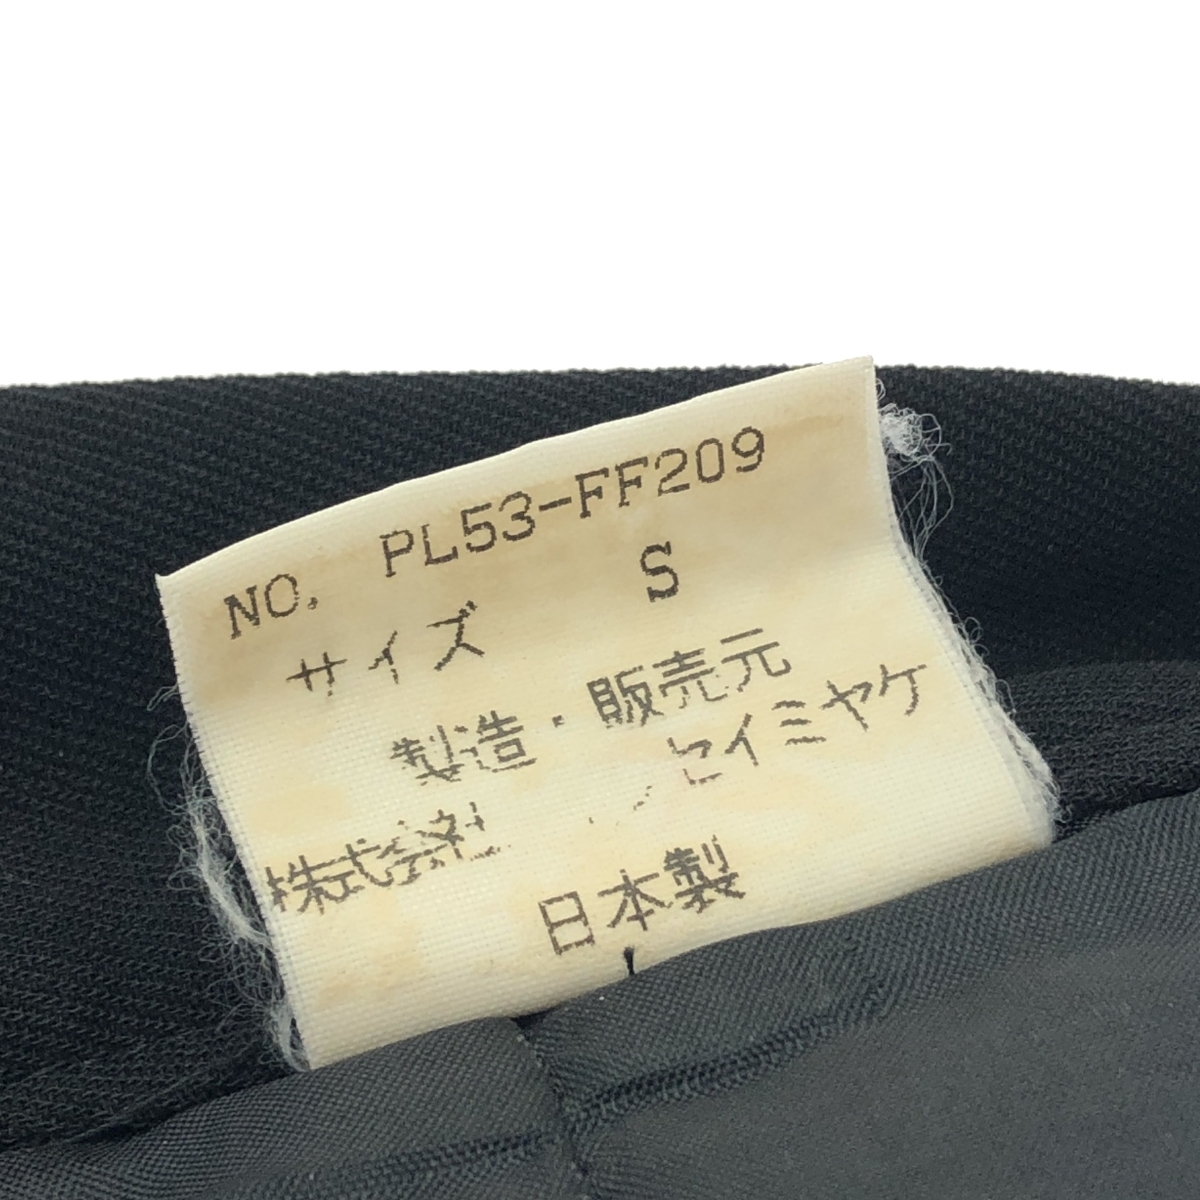 NO. PL53-FF209
サイズ S
製造・販売元
株式会社 イセイミヤケ
日本製